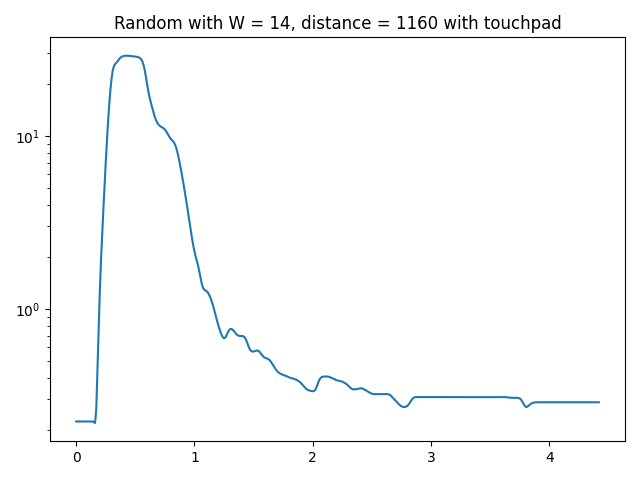 Random with W = 14, distance = 1160 with touchpad
10¹
10⁰
0 1 2 3 4